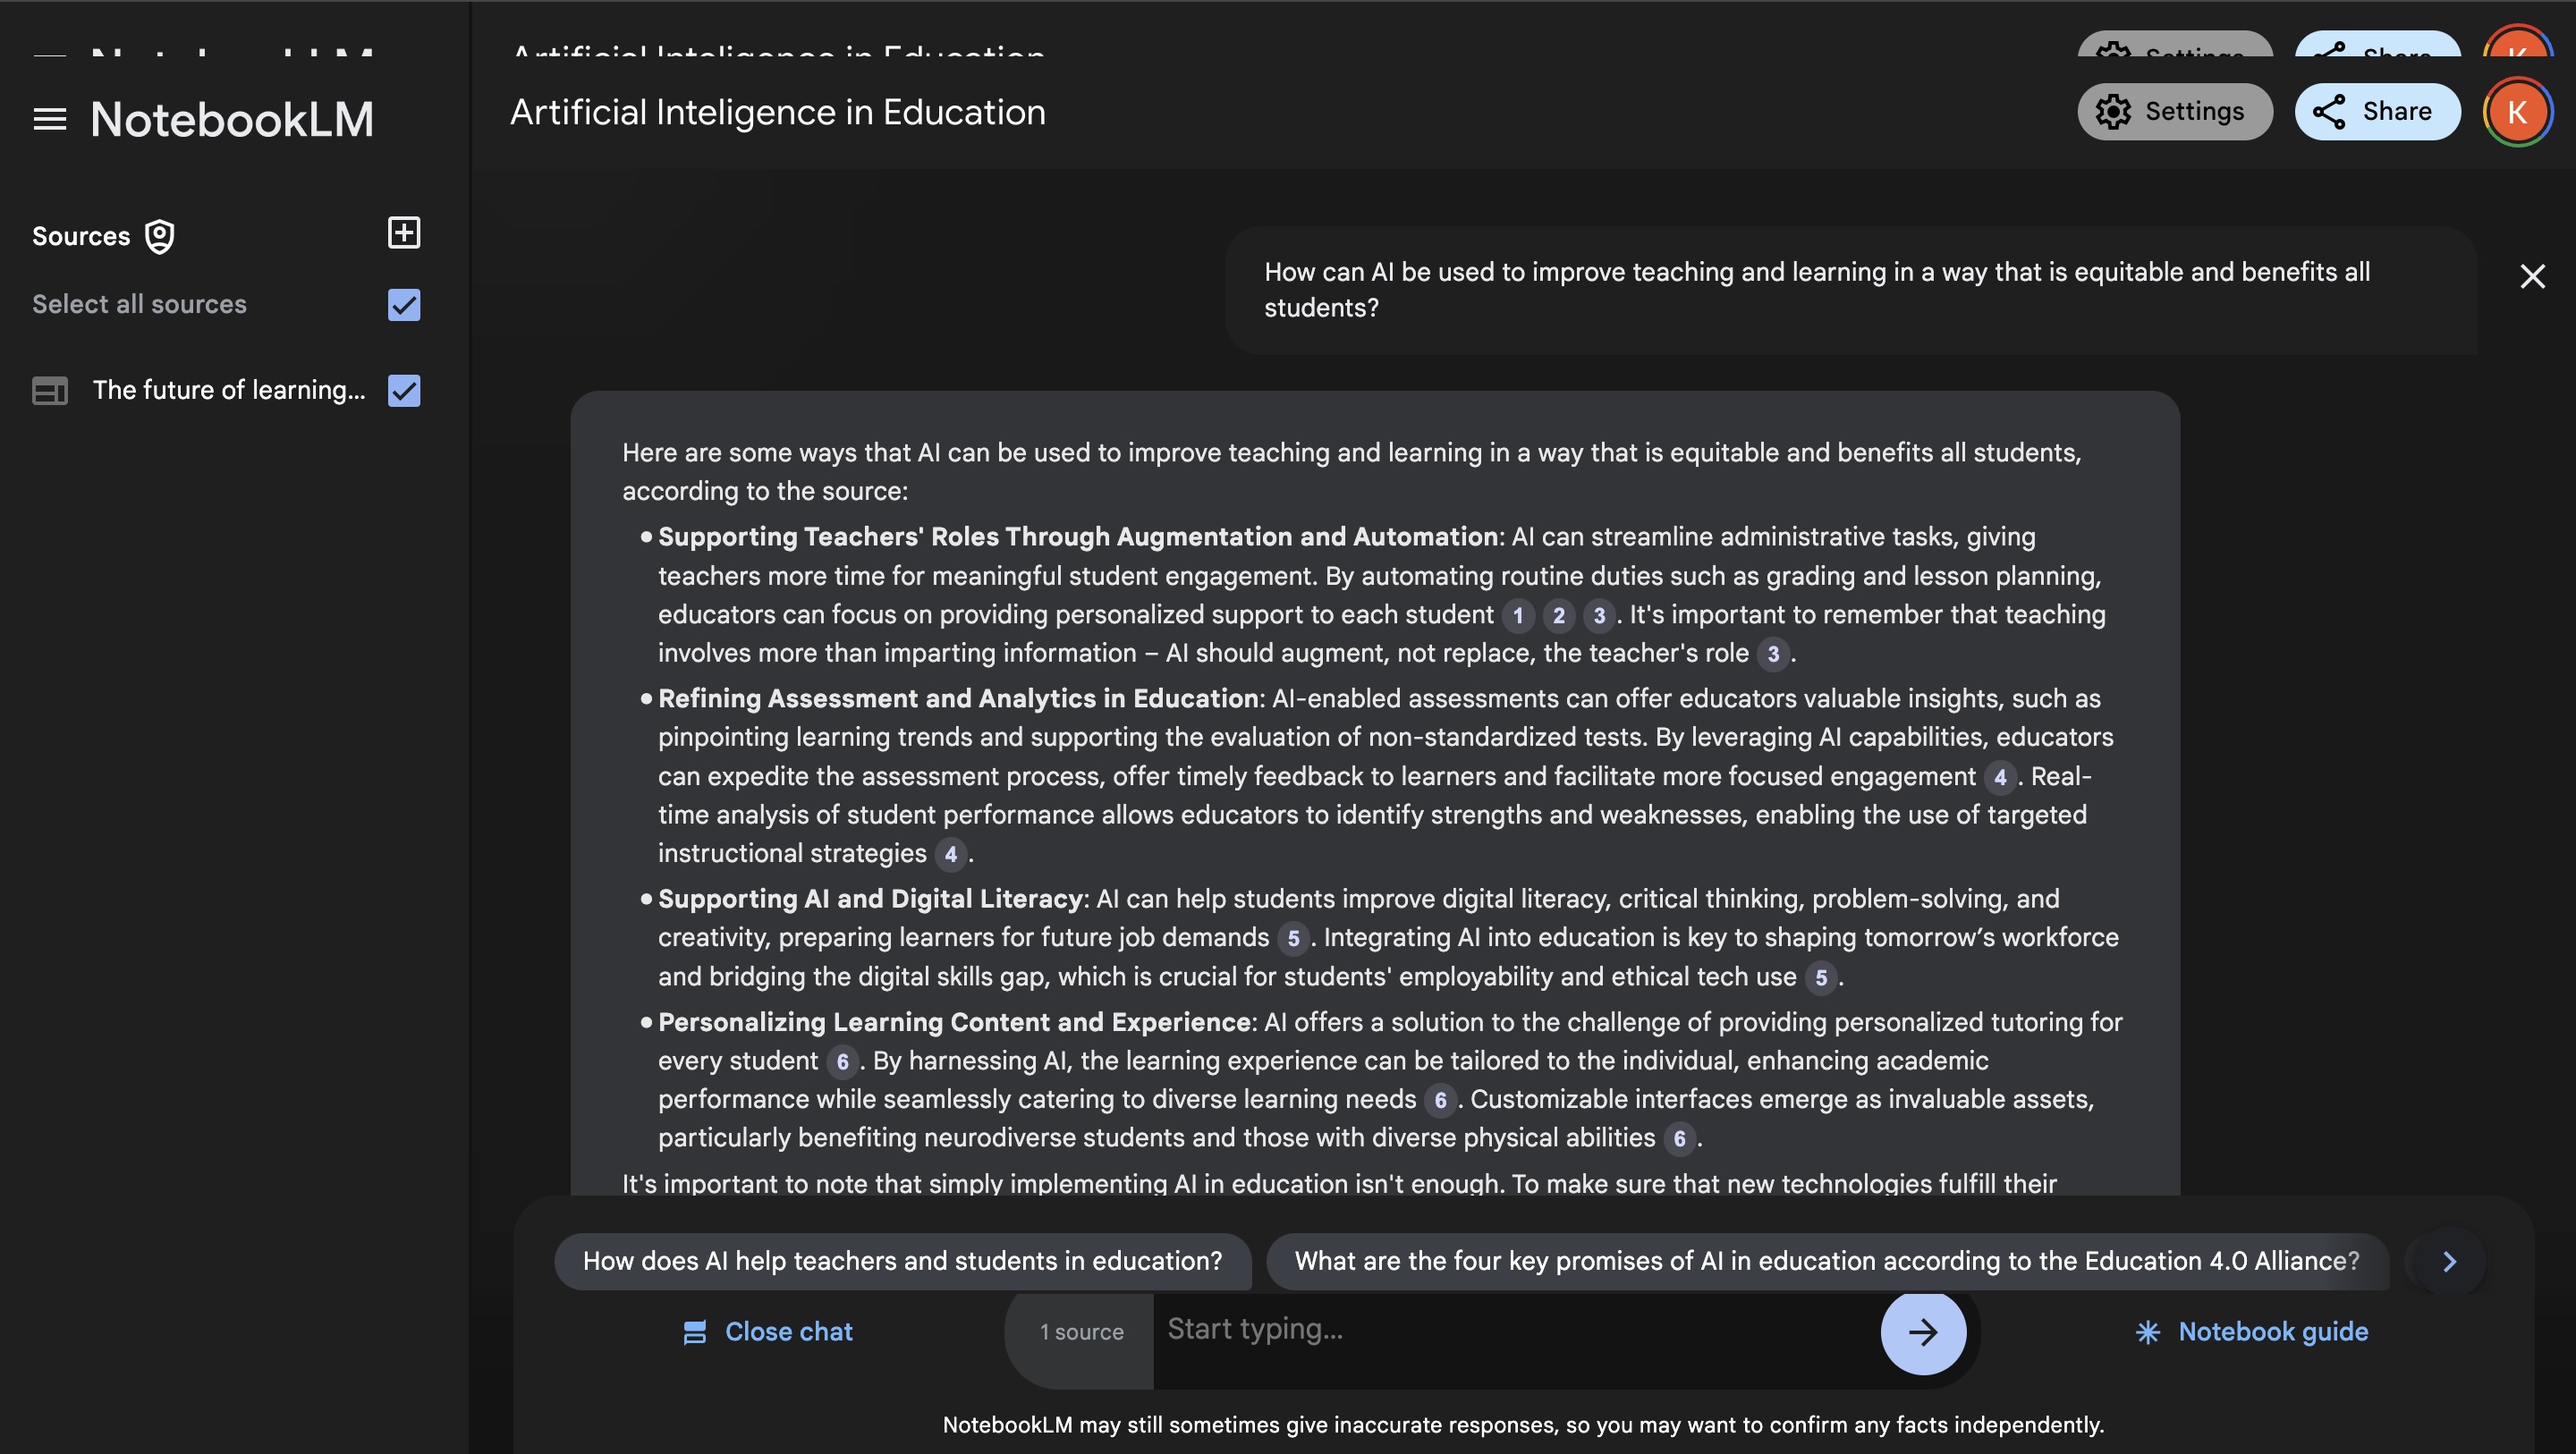 NotebookLM
Artificial Inteligence in Education
Settings
Share
K
NotebookLM
Artificial Inteligence in Education
Settings
Share
K
Sources
Select all sources
The future of learning...
How can AI be used to improve teaching and learning in a way that is equitable and benefits all
students?
Here are some ways that AI can be used to improve teaching and learning in a way that is equitable and benefits all students,
according to the source:
• Supporting Teachers' Roles Through Augmentation and Automation: AI can streamline administrative tasks, giving
teachers more time for meaningful student engagement. By automating routine duties such as grading and lesson planning,
educators can focus on providing personalized support to each student 1 2 3 . It's important to remember that teaching
involves more than imparting information – AI should augment, not replace, the teacher's role 3 .
• Refining Assessment and Analytics in Education: AI-enabled assessments can offer educators valuable insights, such as
pinpointing learning trends and supporting the evaluation of non-standardized tests. By leveraging AI capabilities, educators
can expedite the assessment process, offer timely feedback to learners and facilitate more focused engagement 4 . Real-
time analysis of student performance allows educators to identify strengths and weaknesses, enabling the use of targeted
instructional strategies 4 .
• Supporting AI and Digital Literacy: AI can help students improve digital literacy, critical thinking, problem-solving, and
creativity, preparing learners for future job demands 5 . Integrating AI into education is key to shaping tomorrow’s workforce
and bridging the digital skills gap, which is crucial for students' employability and ethical tech use 5 .
• Personalizing Learning Content and Experience: AI offers a solution to the challenge of providing personalized tutoring for
every student 6 . By harnessing AI, the learning experience can be tailored to the individual, enhancing academic
performance while seamlessly catering to diverse learning needs 6 . Customizable interfaces emerge as invaluable assets,
particularly benefiting neurodiverse students and those with diverse physical abilities 6 .
It's important to note that simply implementing AI in education isn't enough. To make sure that new technologies fulfill their
How does AI help teachers and students in education?
What are the four key promises of AI in education according to the Education 4.0 Alliance?
Close chat
1 source
Start typing...
Notebook guide
NotebookLM may still sometimes give inaccurate responses, so you may want to confirm any facts independently.